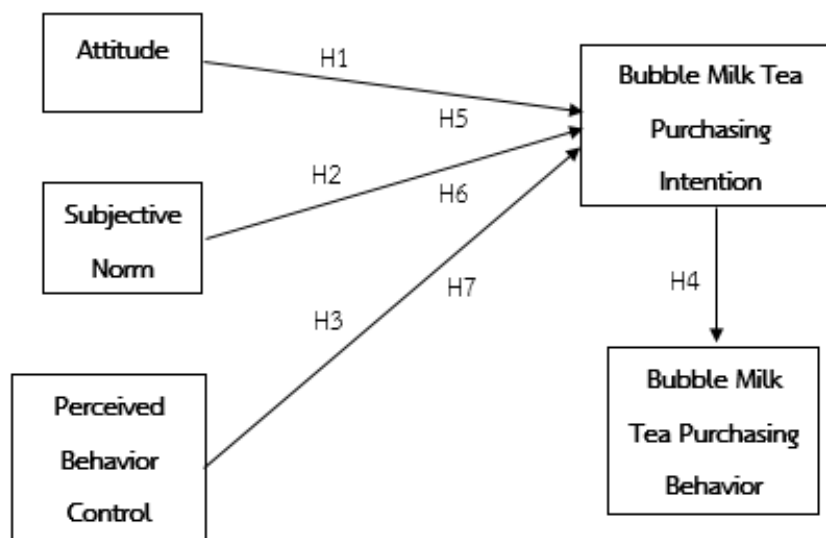 Attitude
H1
H5
Bubble Milk Tea
Purchasing
Intention
Subjective
Norm
H2
H6
Perceived
Behavior
Control
H3
H7
H4
Bubble Milk
Tea Purchasing
Behavior